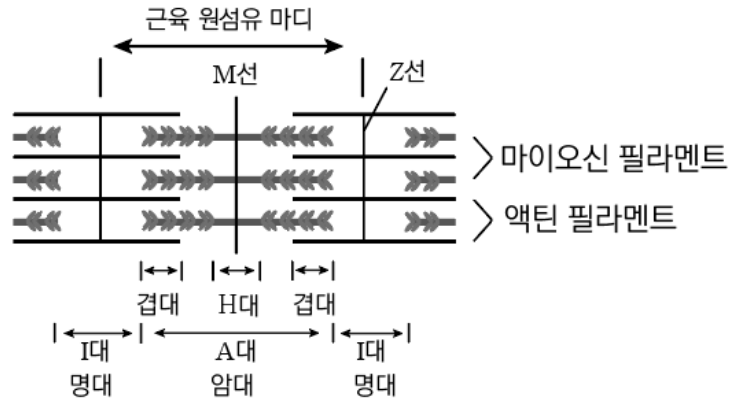 근육 원섬유 마디
M선
Z선
마이오신 필라멘트
액틴 필라멘트
겹대
H대
겹대
I대
A대
I대
명대
암대
명대